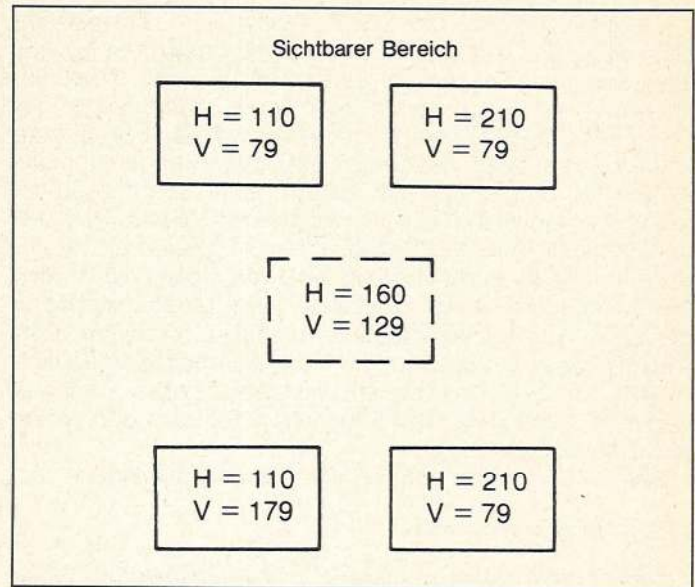 Sichtbarer Bereich
H = 110
V = 79
H = 210
V = 79
H = 160
V = 129
H = 110
V = 179
H = 210
V = 79